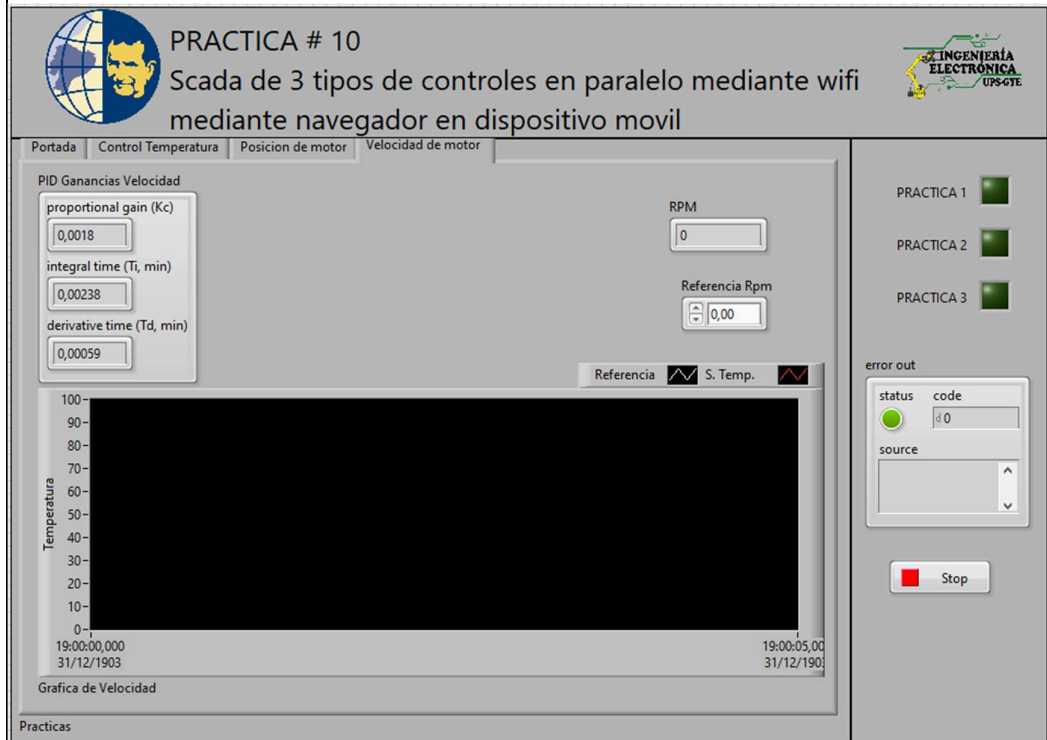 PRACTICA # 10
Scada de 3 tipos de controles en paralelo mediante wifi
mediante navegador en dispositivo movil
INGENIERÍA
ELECTRÓNICA
UPS-GYE
Portada
Control Temperatura
Posicion de motor
Velocidad de motor
PID Ganancias Velocidad
proportional gain (Kc)
0,0018
integral time (Ti, min)
0,00238
derivative time (Td, min)
0,00059
RPM
0
Referencia Rpm
0,00
Referencia
S. Temp.
Temperatura
100
90
80
70
60
50
40
30
20
10
0
19:00:00,000
31/12/1903
19:00:05,00
31/12/190
Grafica de Velocidad
Practicas
PRACTICA 1
PRACTICA 2
PRACTICA 3
error out
status
code
d 0
source
Stop